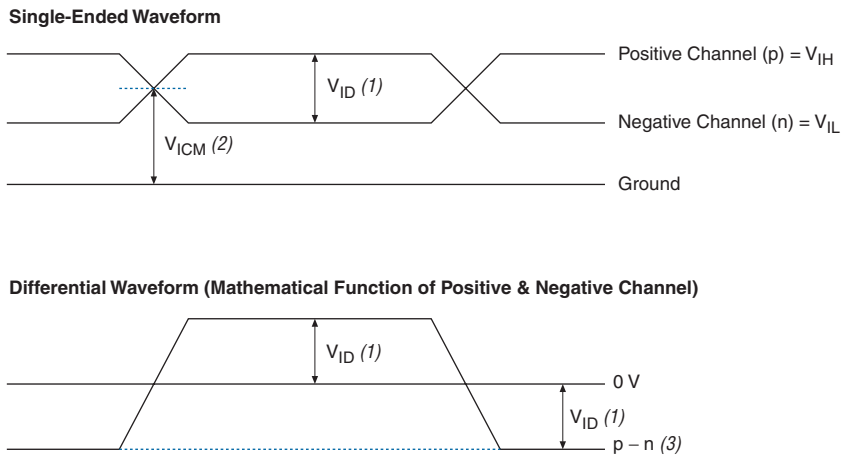 Single-Ended Waveform
Positive Channel (p) = VIH
VID (1)
Negative Channel (n) = VIL
VICM (2)
Ground
Differential Waveform (Mathematical Function of Positive & Negative Channel)
VID (1)
0 V
VID (1)
p − n (3)